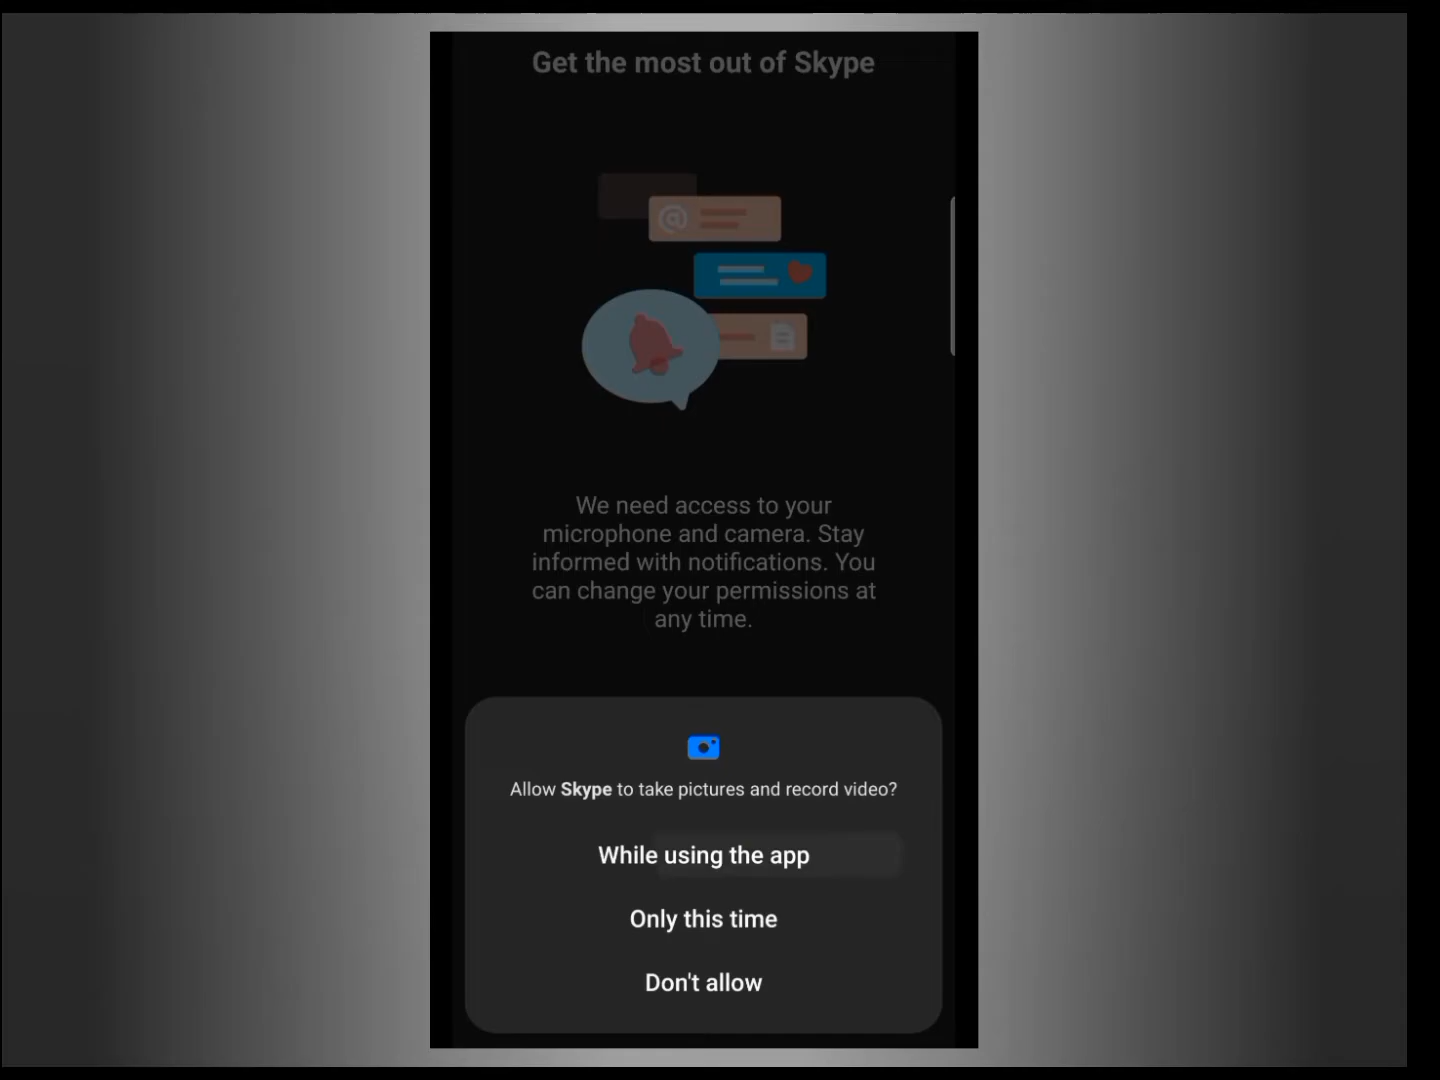 Get the most out of Skype
@
We need access to your
microphone and camera. Stay
informed with notifications. You
can change your permissions at
any time.
Allow Skype to take pictures and record video?
While using the app
Only this time
Don't allow